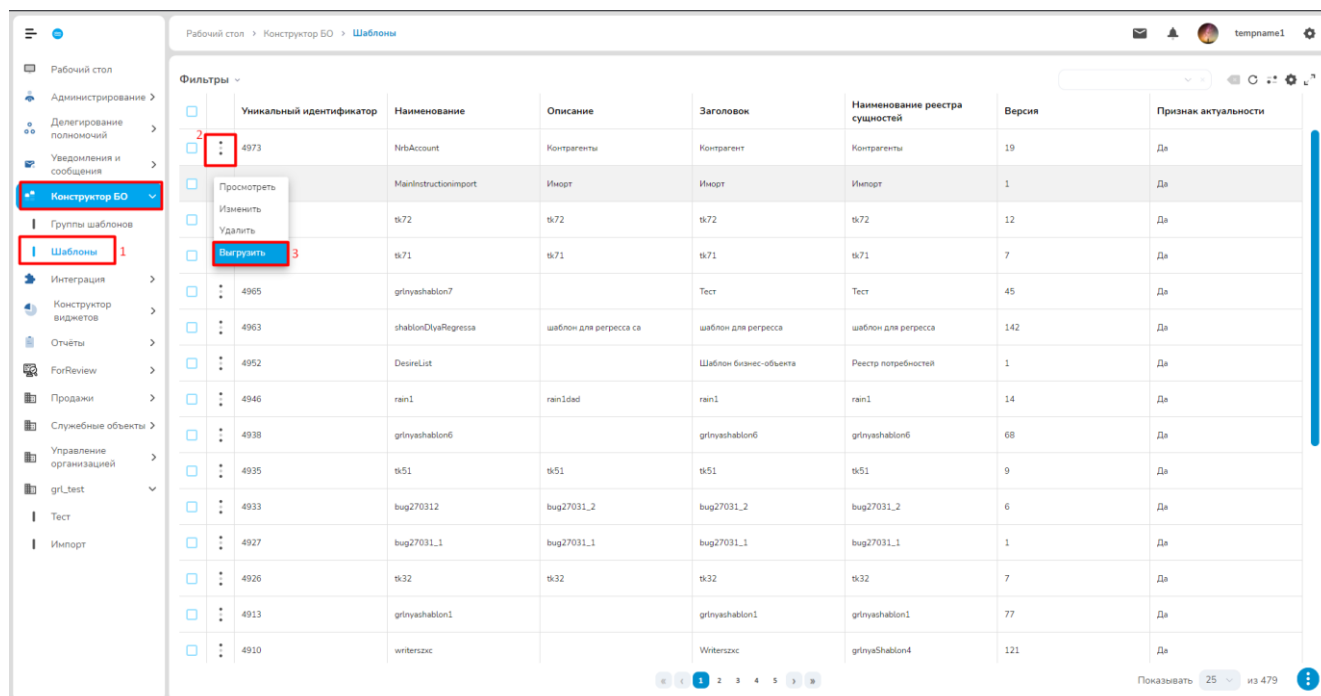 Рабочий стол > Конструктор БО > Шаблоны
tempname1
Рабочий стол
Администрирование
Делегирование
полномочий
Уведомления и
сообщения
Конструктор БО
Группы шаблонов
Шаблоны 1
Интеграция
Конструктор
виджетов
Отчёты
ForReview
Продажи
Служебные объекты
Управление
организацией
grl_test
Тест
Импорт
Фильтры
Уникальный идентификатор Наименование Описание Заголовок Наименование реестра сущностей Версия Признак актуальности
2
4973 NrbAccount Контрагенты Контрагент Контрагенты 19 Да
MainInstructionimport Иморт Иморт Импорт 1 Да
tk72 tk72 tk72 tk72 12 Да
tk71 tk71 tk71 tk71 7 Да
Просмотреть
Изменить
Удалить
Выгрузить 3
4965 grlnyashablon7 Тест Тест 45 Да
4963 shablonDlyaRegressa шаблон для регресса са шаблон для регресса шаблон для регресса 142 Да
4952 DesireList Шаблон бизнес-объекта Реестр потребностей 1 Да
4946 rain1 rain1dad rain1 rain1 14 Да
4938 grlnyashablon6 grlnyashablon6 grlnyashablon6 68 Да
4935 tk51 tk51 tk51 tk51 9 Да
4933 bug270312 bug27031_2 bug27031_2 bug27031_2 6 Да
4927 bug27031_1 bug27031_1 bug27031_1 bug27031_1 1 Да
4926 tk32 tk32 tk32 tk32 7 Да
4913 grlnyashablon1 grlnyashablon1 grlnyashablon1 77 Да
4910 writerszxc Writerszxc grlnyaShablon4 121 Да
« ‹ 1 2 3 4 5 › »
Показывать 25 из 479